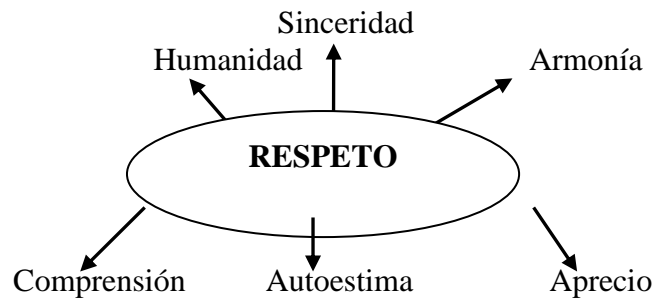 Sinceridad
Humanidad Armonía
RESPETO
Comprensión Autoestima Aprecio